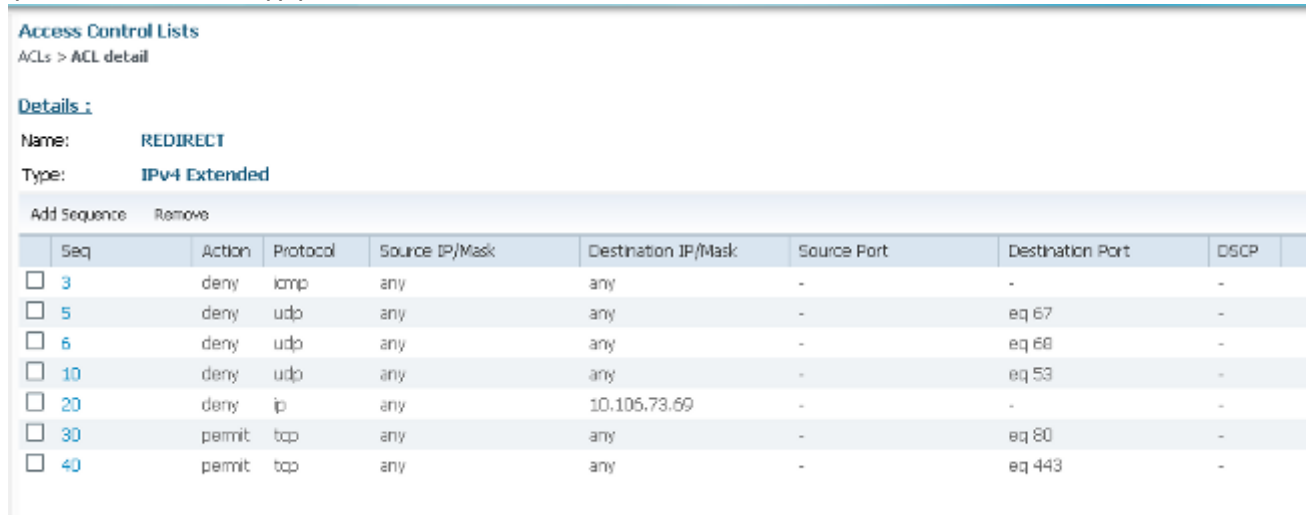 Access Control Lists
ACLs > ACL detail
Details :
Name: REDIRECT
Type: IPv4 Extended
Add Sequence Remove
Seq Action Protocol Source IP/Mask Destination IP/Mask Source Port Destination Port DSCP
3 deny icmp any any - - -
5 deny udp any any - eq 67 -
6 deny udp any any - eq 68 -
10 deny udp any any - eq 53 -
20 deny ip any 10.106.73.69 - - -
30 permit tcp any any - eq 80 -
40 permit tcp any any - eq 443 -